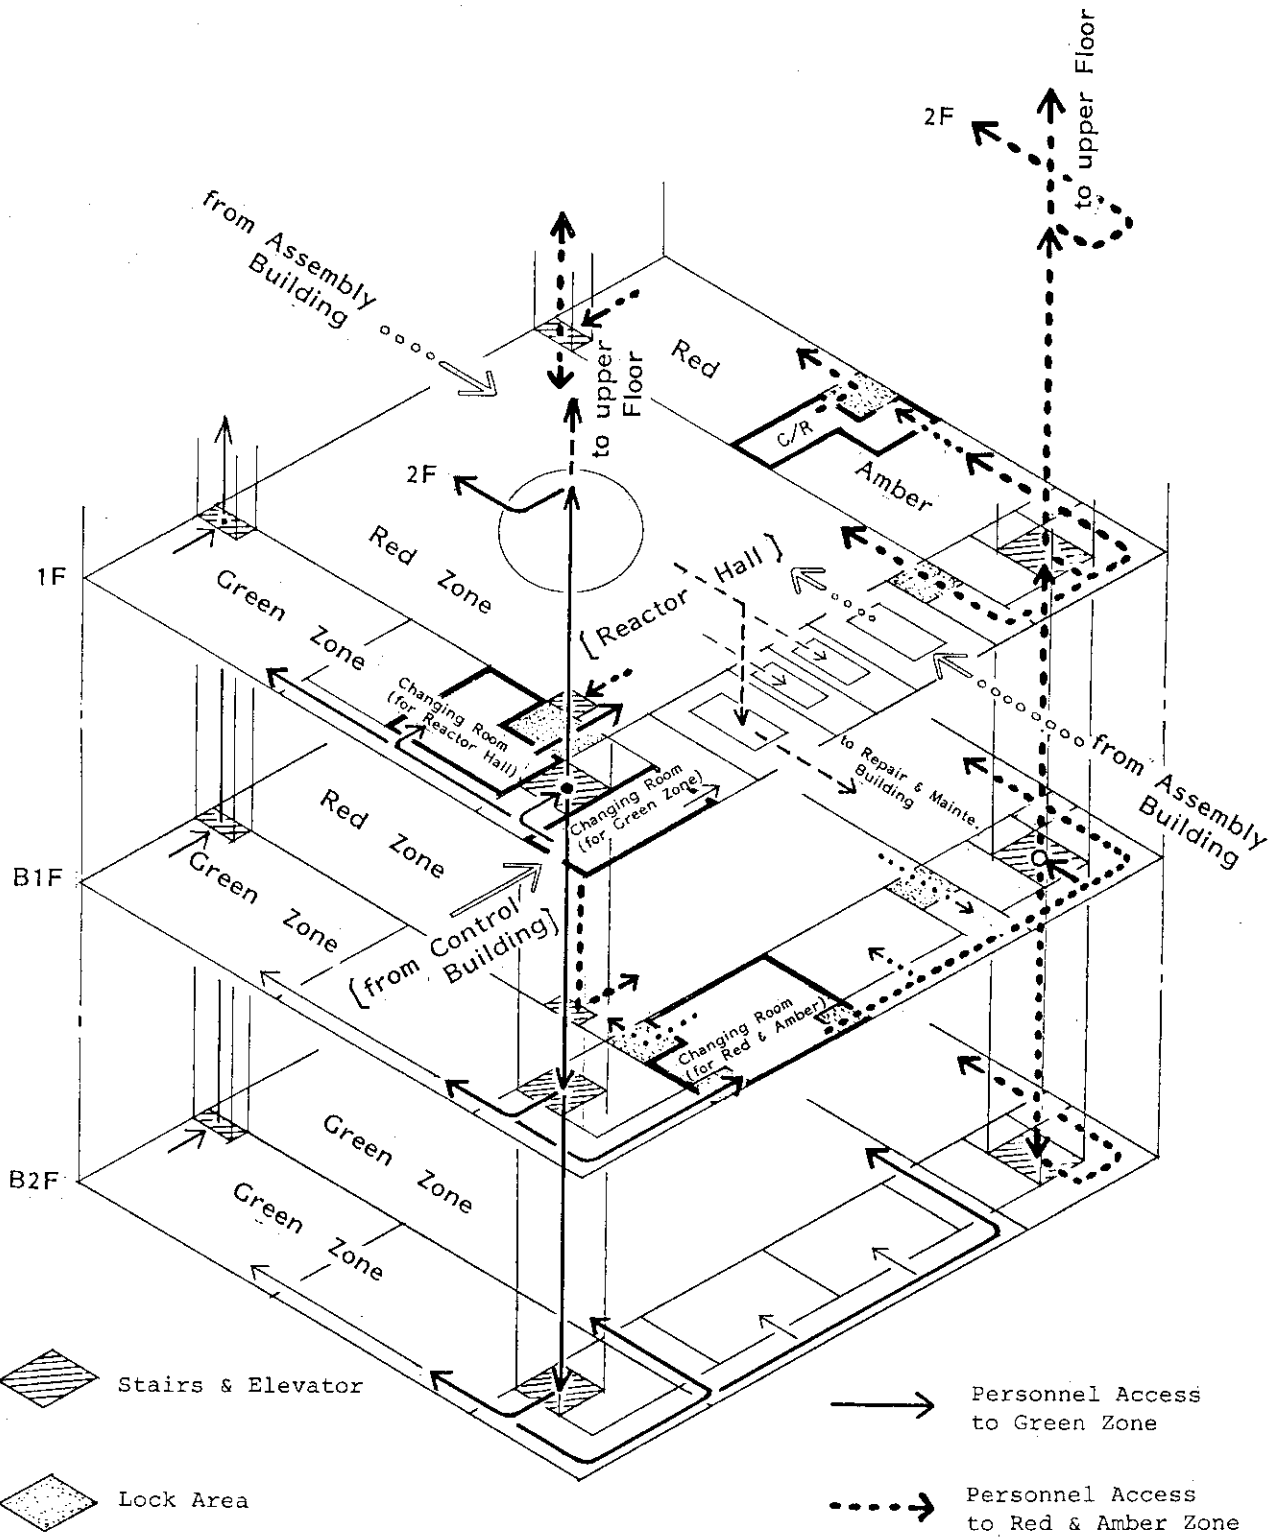 to upper Floor
2F
from Assembly
Building
Red
to upper
Floor
C/R
Amber
2F
Red Zone
[Reactor Hall]
1F
Green Zone
Changing Room
(for Reactor Hall)
Changing Room
(for Green Zone)
to Repair & Mainte.
Building
from Assembly
Building
Red Zone
B1F
Green Zone
[from Control
Building]
Changing Room
(for Red & Amber)
Green Zone
B2F
Green Zone
Stairs & Elevator
Personnel Access
to Green Zone
Lock Area
Personnel Access
to Red & Amber Zone